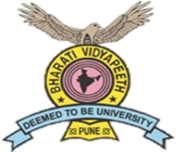 BHARATI VIDYAPEETH
DEEMED TO BE UNIVERSITY
PUNE